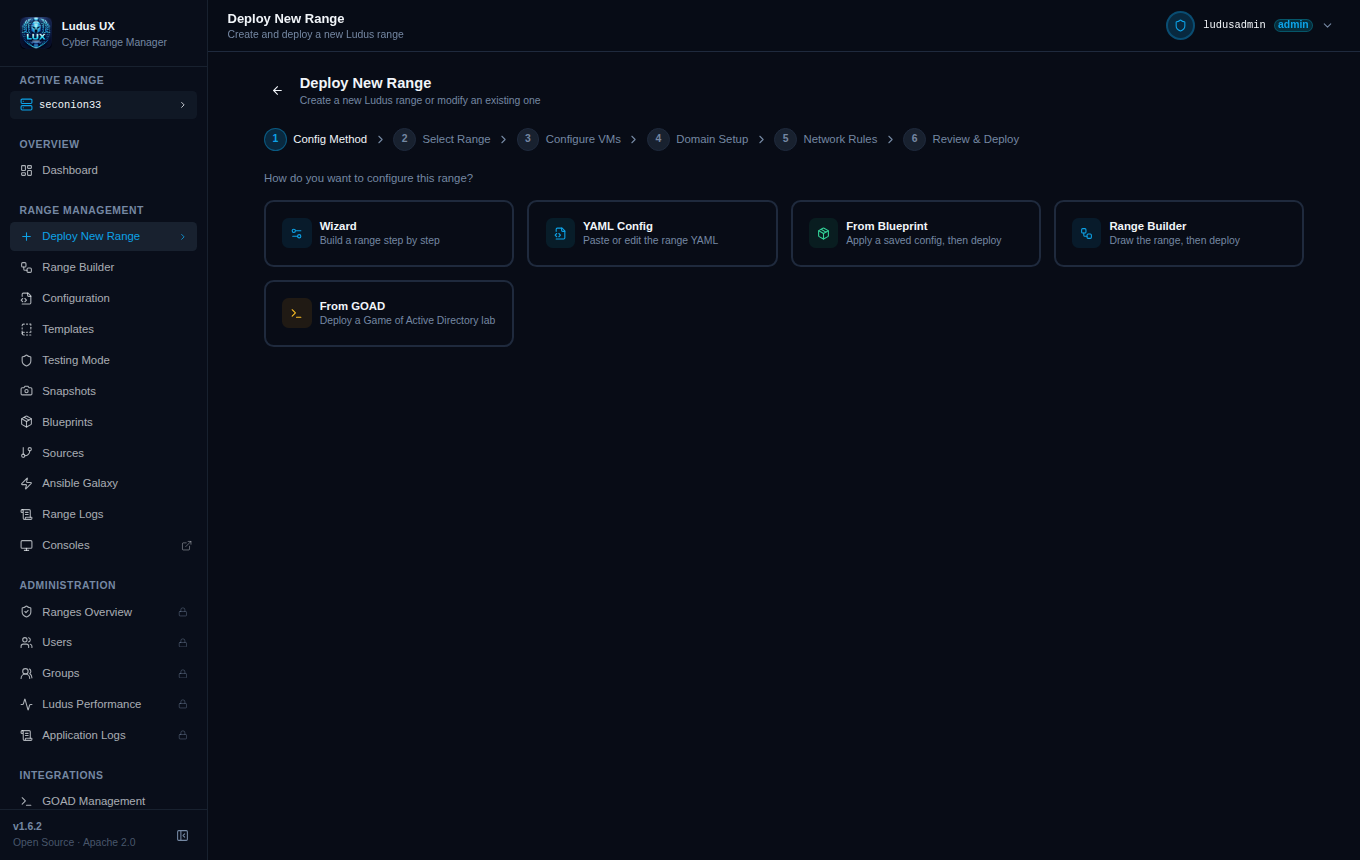 Ludus UX
Cyber Range Manager
ACTIVE RANGE
seconion33
OVERVIEW
Dashboard
RANGE MANAGEMENT
Deploy New Range
Range Builder
Configuration
Templates
Testing Mode
Snapshots
Blueprints
Sources
Ansible Galaxy
Range Logs
Consoles
ADMINISTRATION
Ranges Overview
Users
Groups
Ludus Performance
Application Logs
INTEGRATIONS
GOAD Management
v1.6.2
Open Source · Apache 2.0
Deploy New Range
Create and deploy a new Ludus range
ludusadmin admin
Deploy New Range
Create a new Ludus range or modify an existing one
1 Config Method 2 Select Range 3 Configure VMs 4 Domain Setup 5 Network Rules 6 Review & Deploy
How do you want to configure this range?
Wizard
Build a range step by step
YAML Config
Paste or edit the range YAML
From Blueprint
Apply a saved config, then deploy
Range Builder
Draw the range, then deploy
From GOAD
Deploy a Game of Active Directory lab